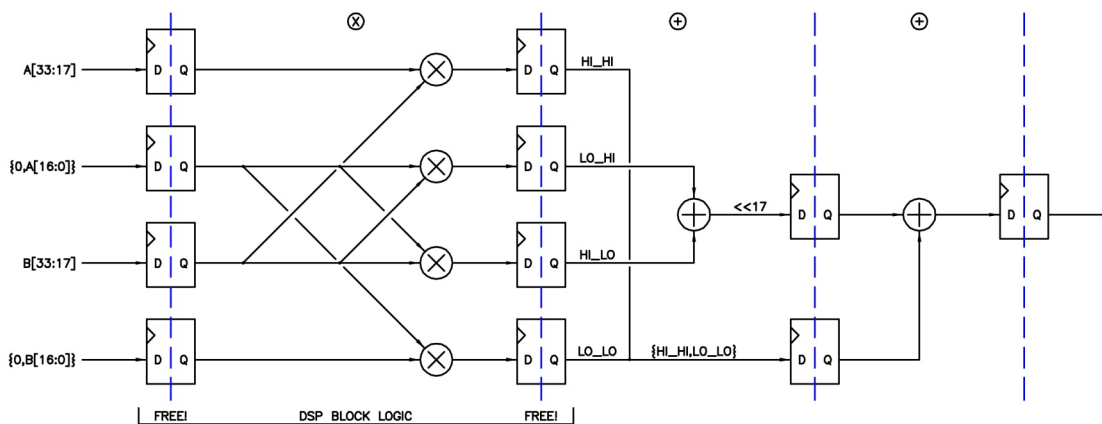 A[33:17]
D Q
D Q
HI_HI
{0,A[16:0]}
D Q
D Q
LO_HI
<<17
D Q
D Q
B[33:17]
D Q
D Q
HI_LO
{0,B[16:0]}
D Q
D Q
LO_LO
{HI_HI,LO_LO}
D Q
FREE!
DSP BLOCK LOGIC
FREE!